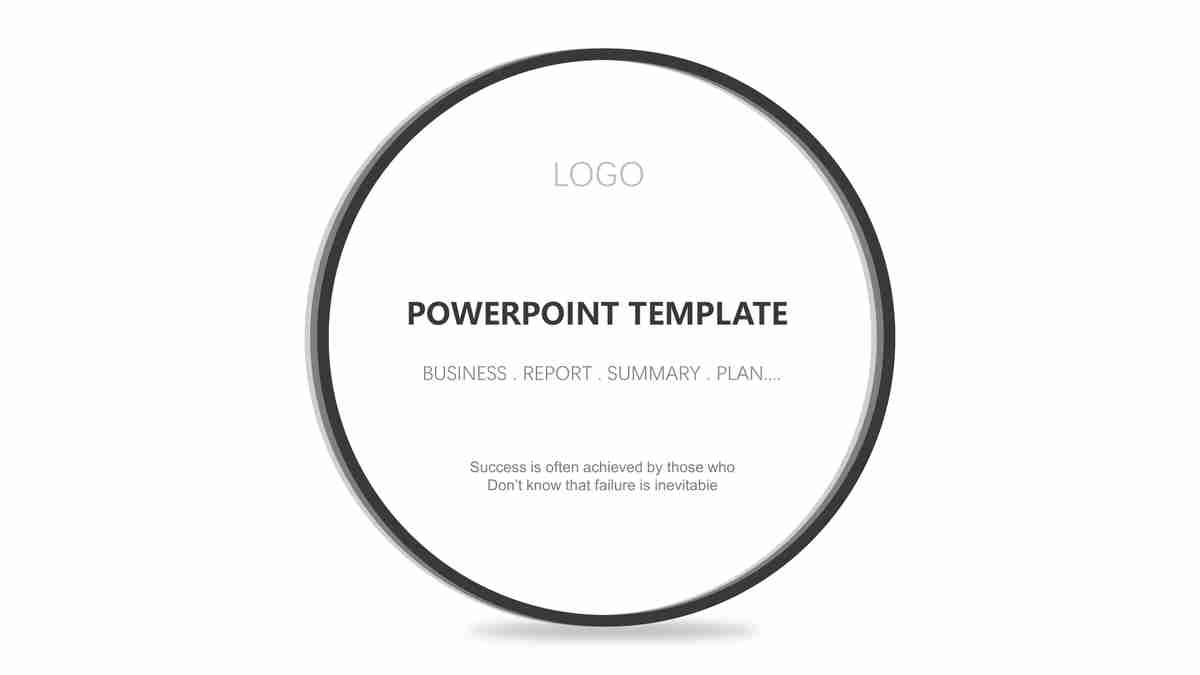 LOGO
POWERPOINT TEMPLATE
BUSINESS . REPORT . SUMMARY . PLAN....
Success is often achieved by those who
Don't know that failure is inevitabie